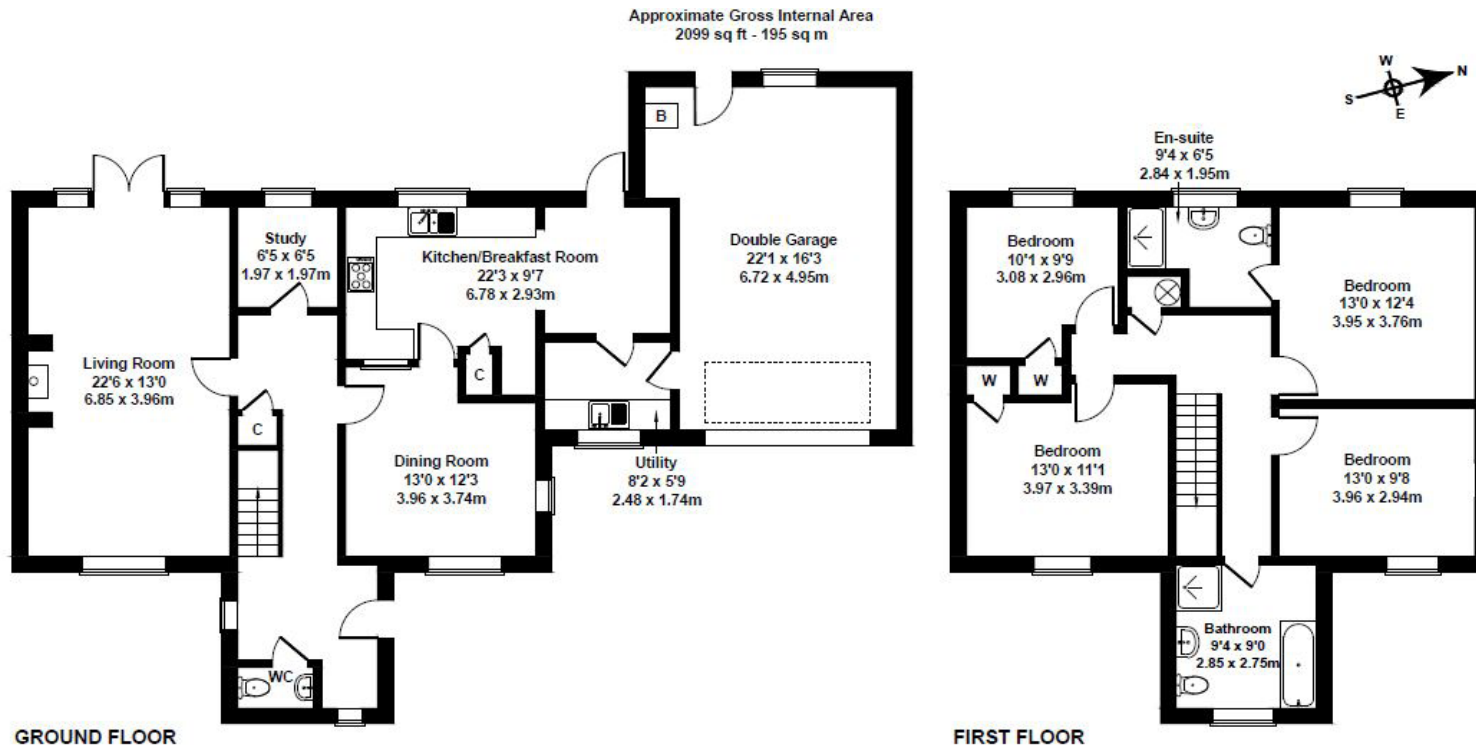 Approximate Gross Internal Area
2099 sq ft - 195 sq m
W
N
S
E
B
Study
6'5 x 6'5
1.97 x 1.97m
Kitchen/Breakfast Room
22'3 x 9'7
6.78 x 2.93m
Double Garage
22'1 x 16'3
6.72 x 4.95m
Living Room
22'6 x 13'0
6.85 x 3.96m
C
C
Dining Room
13'0 x 12'3
3.96 x 3.74m
Utility
8'2 x 5'9
2.48 x 1.74m
WC
GROUND FLOOR
En-suite
9'4 x 6'5
2.84 x 1.95m
Bedroom
10'1 x 9'9
3.08 x 2.96m
Bedroom
13'0 x 12'4
3.95 x 3.76m
W
W
Bedroom
13'0 x 11'1
3.97 x 3.39m
Bedroom
13'0 x 9'8
3.96 x 2.94m
Bathroom
9'4 x 9'0
2.85 x 2.75m
FIRST FLOOR